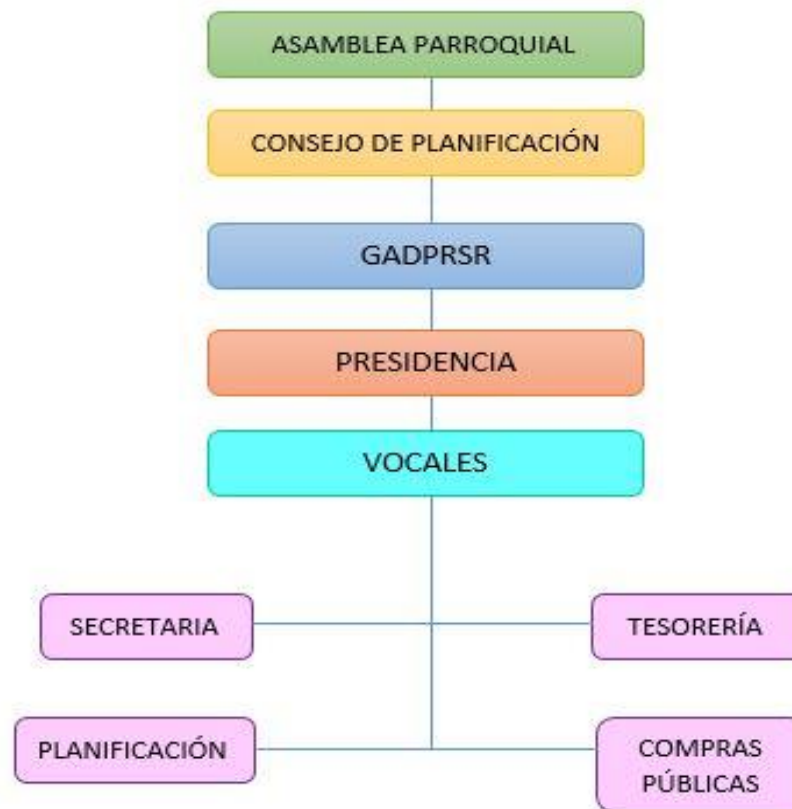 ASAMBLEA PARROQUIAL
CONSEJO DE PLANIFICACIÓN
GADPRSR
PRESIDENCIA
VOCALES
SECRETARIA
TESORERÍA
PLANIFICACIÓN
COMPRAS
PÚBLICAS